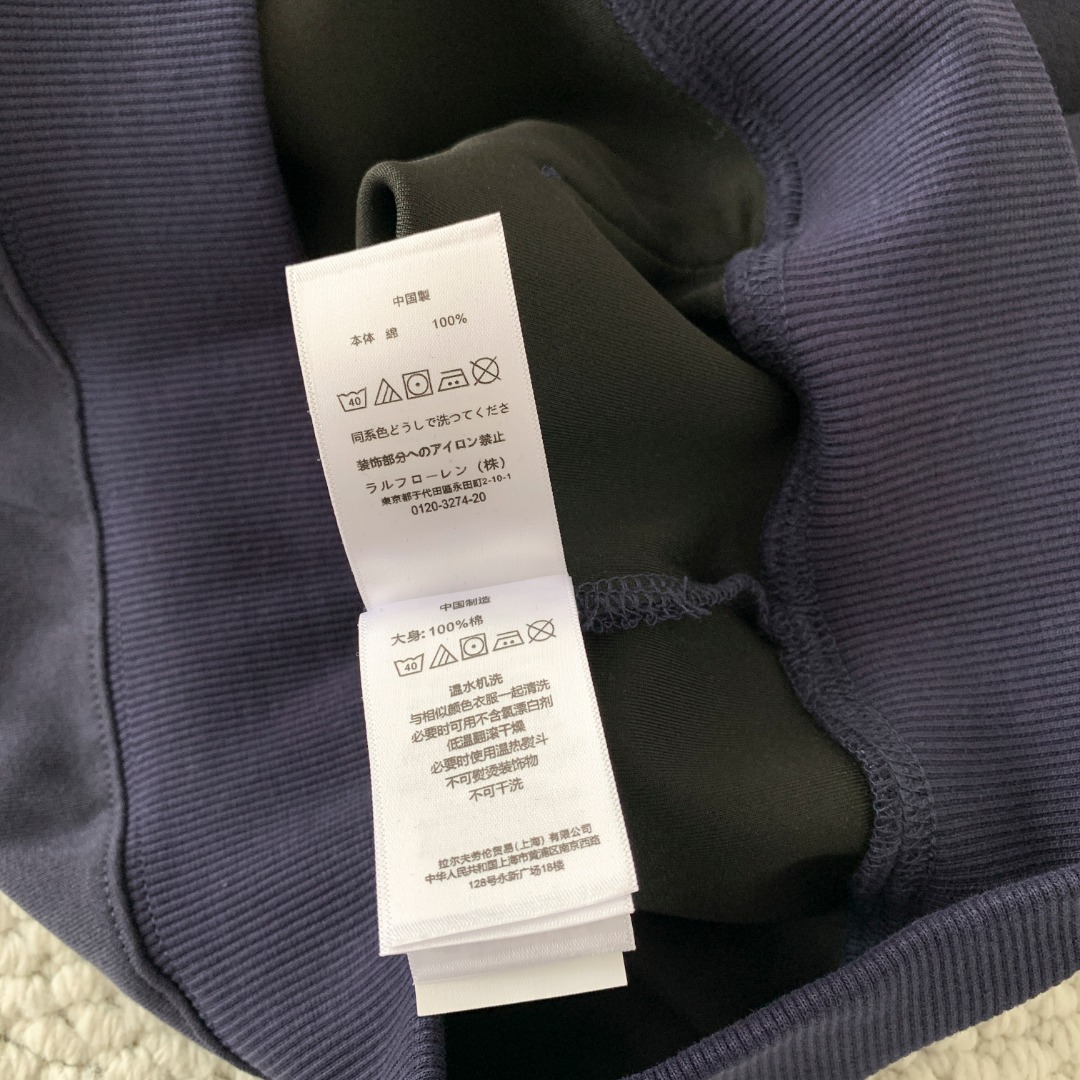 中国製
本体 綿 100%
40
同系色どうしで洗つてくださ
装飾部分へのアイロン禁止
ラルフローレン (株)
東京都于代田區永田町2-10-1
0120-3274-20
中国制造
大身: 100%棉
40
温水机洗
与相似颜色衣服一起清洗
必要时可用不含氯漂白剂
低温翻滚干燥
必要时使用温热熨斗
不可熨烫装饰物
不可干洗
拉尔夫劳伦贸易(上海) 有限公司
中华人民共和国上海市黄浦区南京西路
128号永新广场18楼